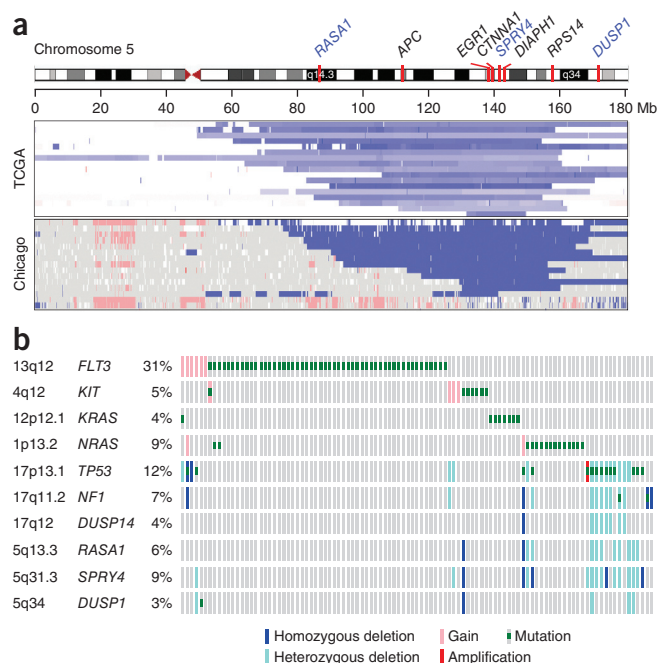 a
Chromosome 5
RASA1
APC
EGR1
CTNNA1
SPRY4
DIAPH1
RPS14
DUSP1
q14.3
q34
0 20 40 60 80 100 120 140 160 180 Mb
TCGA
Chicago
b
13q12 FLT3 31%
4q12 KIT 5%
12p12.1 KRAS 4%
1p13.2 NRAS 9%
17p13.1 TP53 12%
17q11.2 NF1 7%
17q12 DUSP14 4%
5q13.3 RASA1 6%
5q31.3 SPRY4 9%
5q34 DUSP1 3%
Homozygous deletion Gain Mutation
Heterozygous deletion Amplification